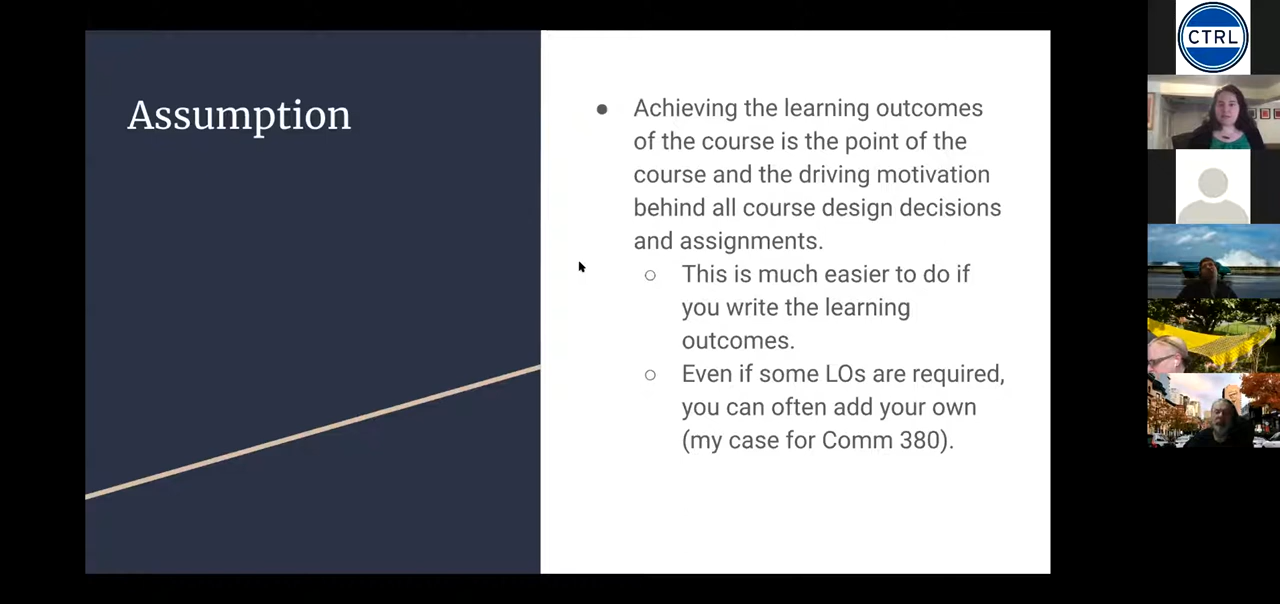 Assumption
● Achieving the learning outcomes
of the course is the point of the
course and the driving motivation
behind all course design decisions
and assignments.
○ This is much easier to do if
you write the learning
outcomes.
○ Even if some LOs are required,
you can often add your own
(my case for Comm 380).
CTRL